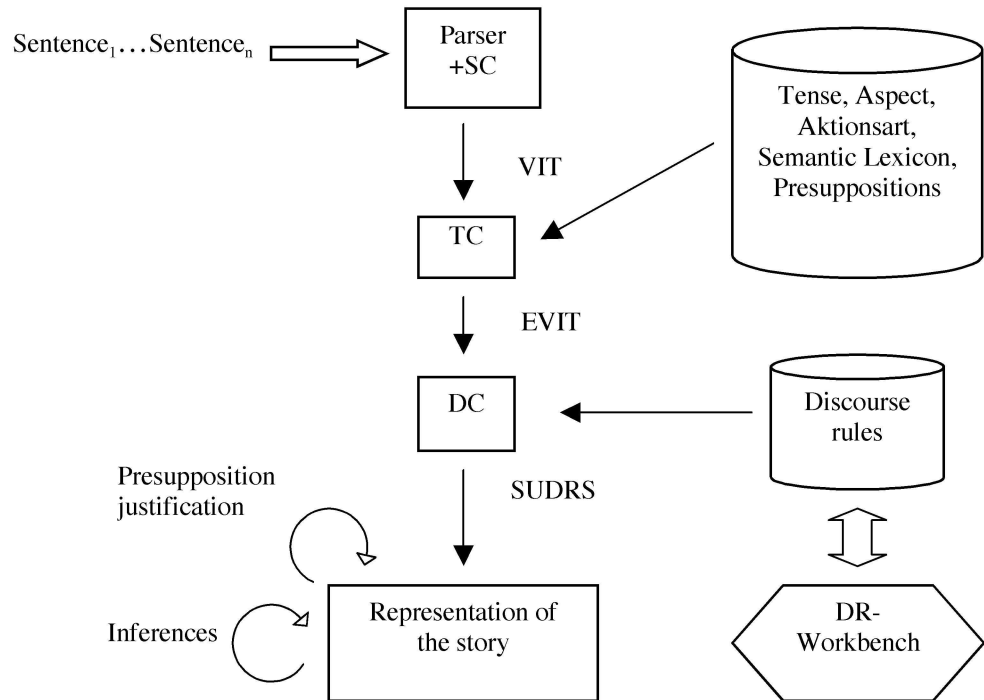 Sentence1…Sentencen
Parser
+SC
Tense, Aspect,
Aktionsart,
Semantic Lexicon,
Presuppositions
VIT
TC
EVIT
DC
Discourse
rules
SUDRS
Presupposition
justification
Inferences
Representation of
the story
DR-
Workbench